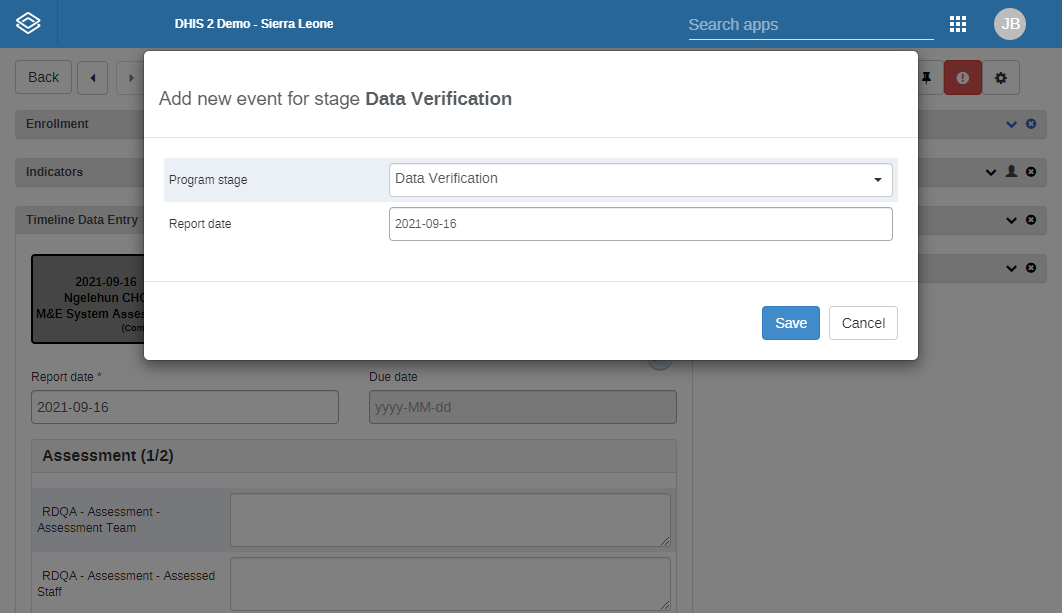 DHIS 2 Demo - Sierra Leone
Search apps
JB
Back
Add new event for stage Data Verification
Enrollment
Program stage
Data Verification
Indicators
Report date
2021-09-16
Timeline Data Entry
2021-09-16
Ngelehun CHC
M&E System Asses
(Com
Save
Cancel
Report date *
Due date
2021-09-16
yyyy-MM-dd
Assessment (1/2)
RDQA - Assessment -
Assessment Team
RDQA - Assessment - Assessed
Staff